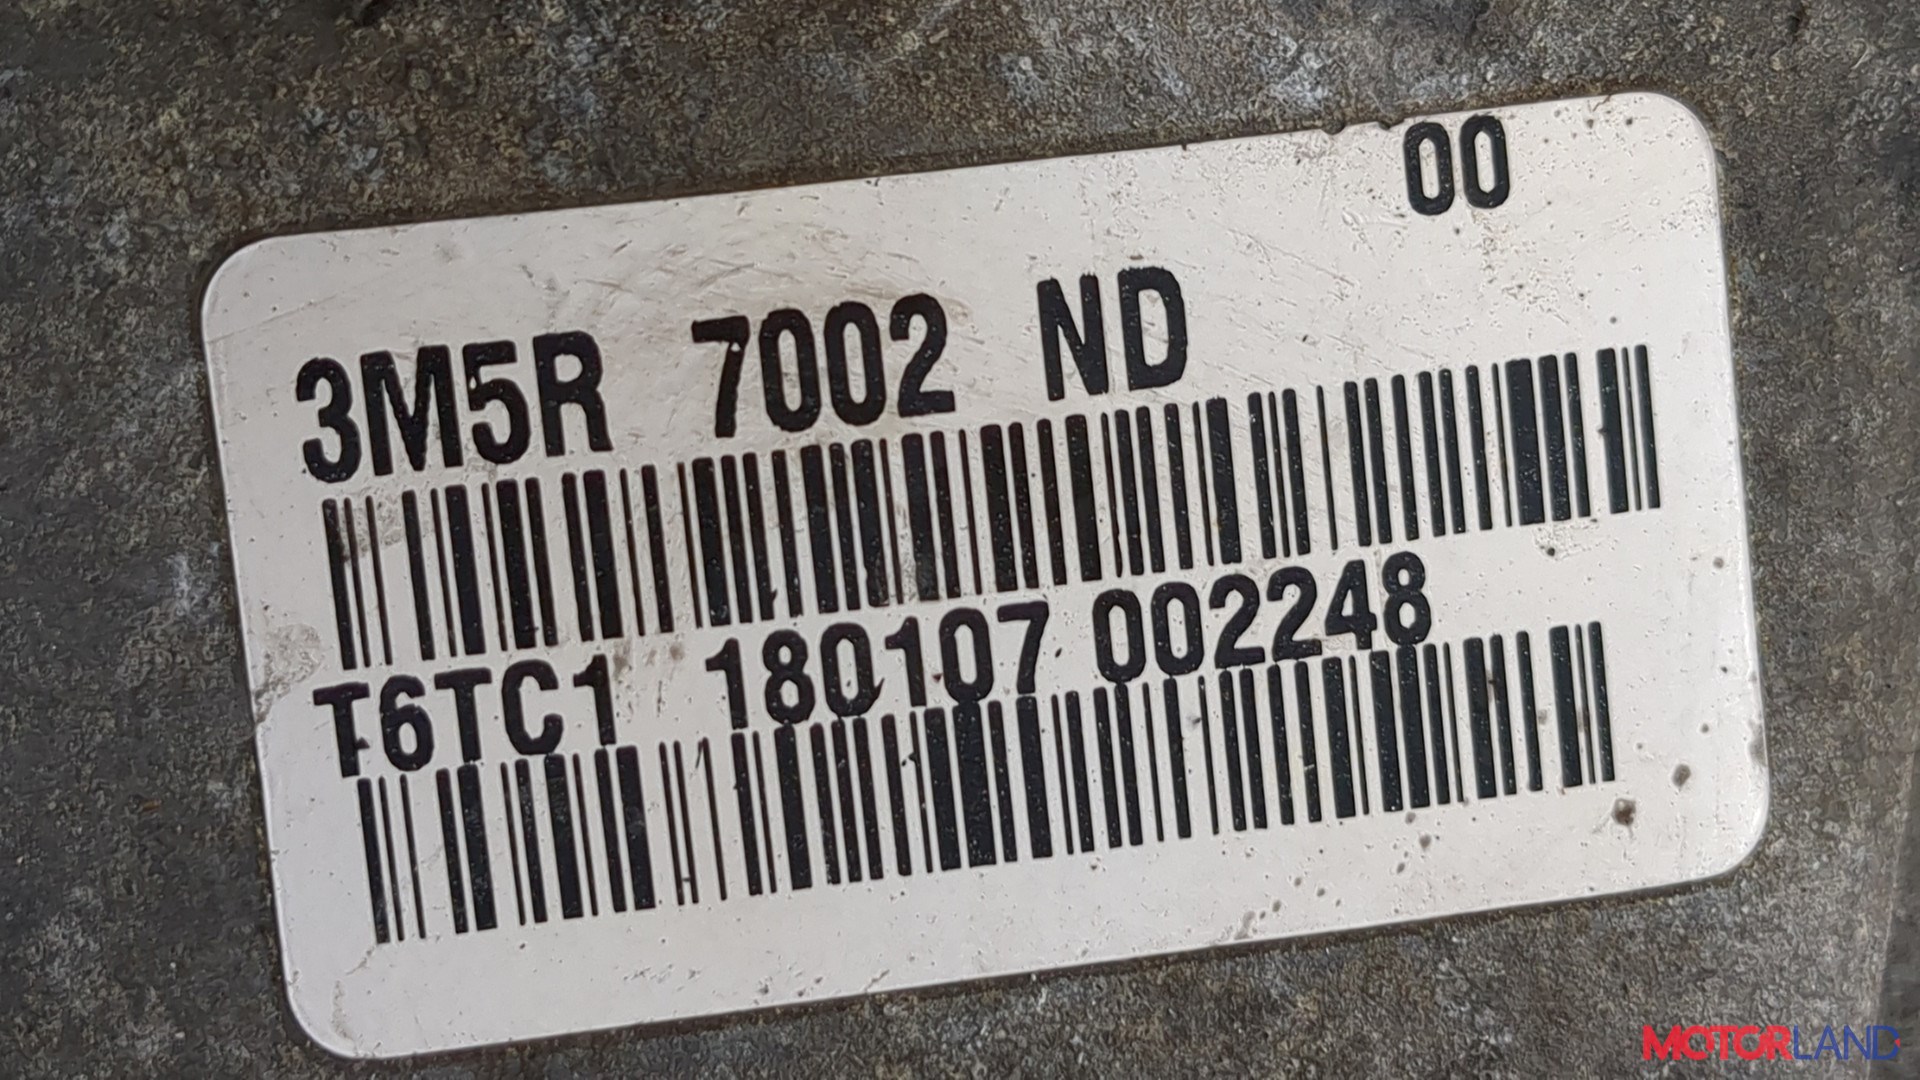 00
3M5R 7002 ND
T6TC1 180107 002248
MOTORLAND